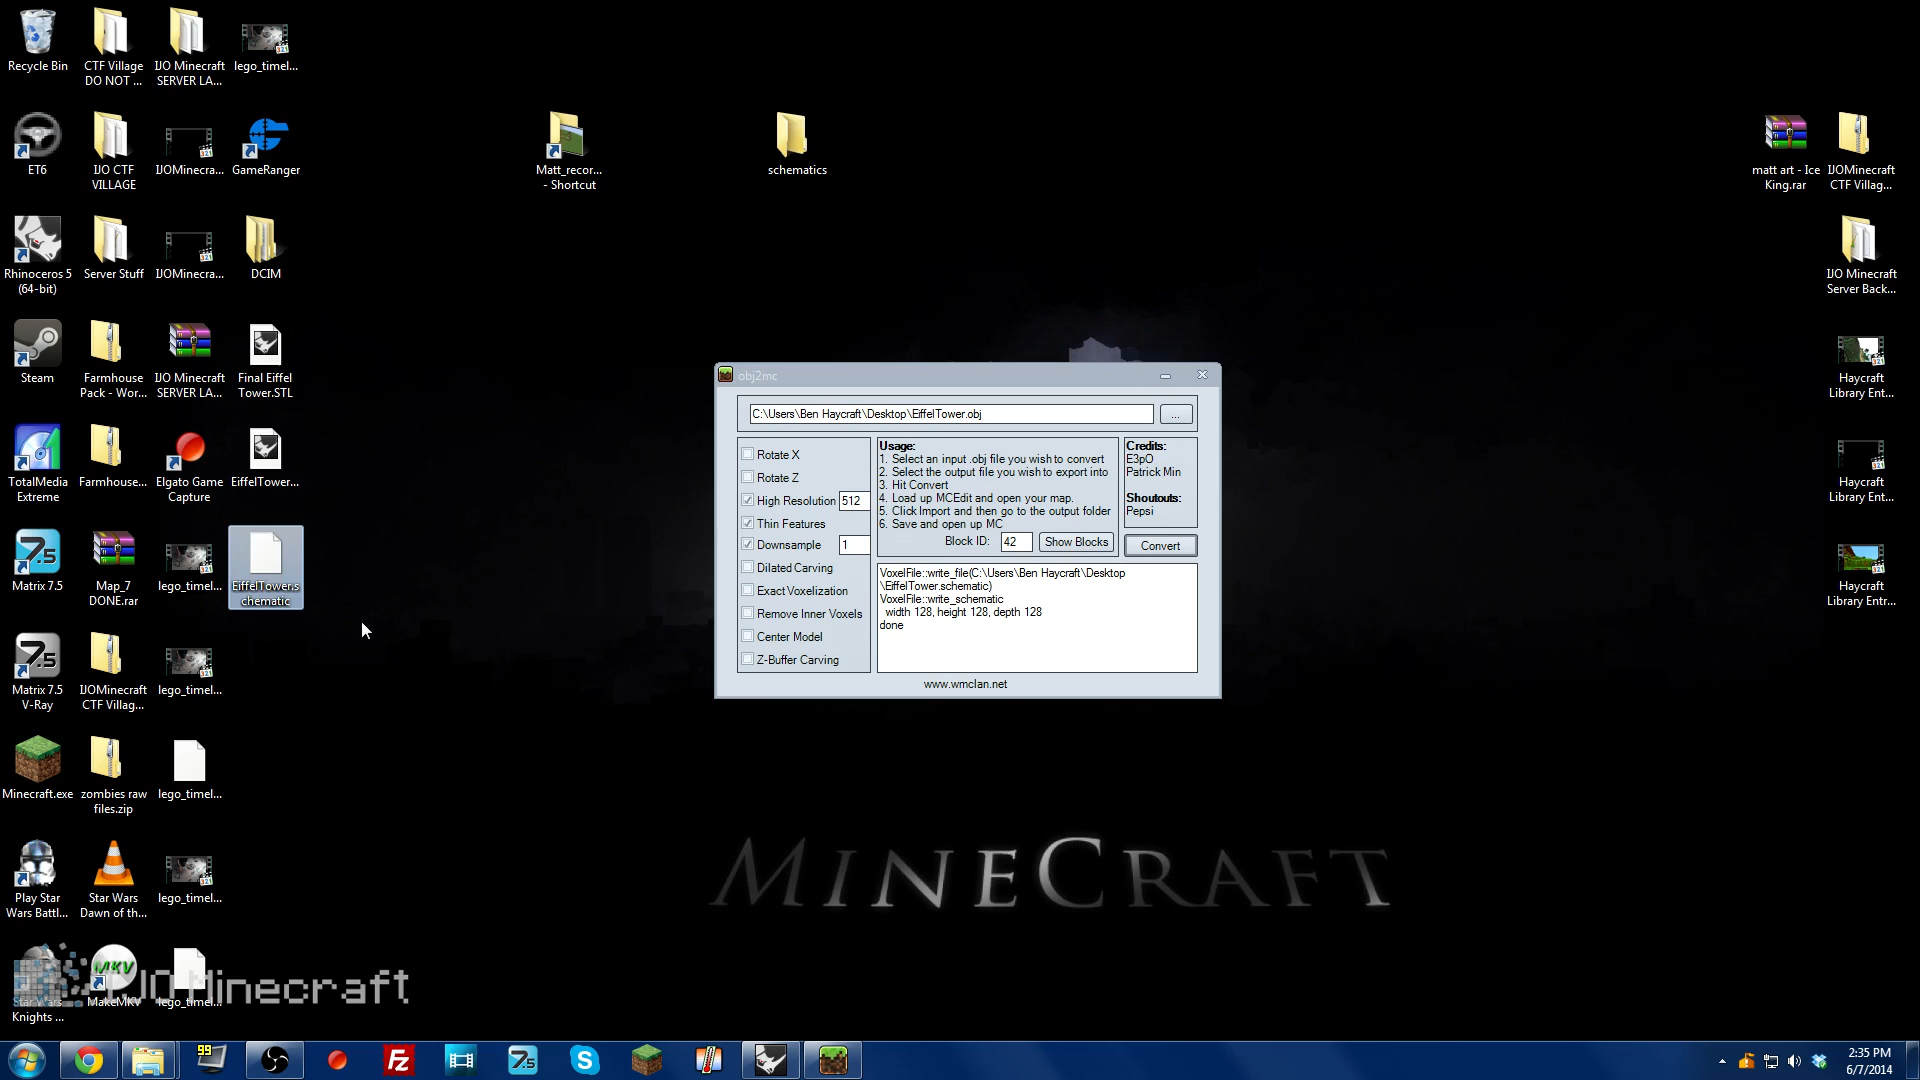 Recycle Bin
CTF Village
DO NOT ...
IJO Minecraft
SERVER LA...
lego_timel...
ET6
IJO CTF
VILLAGE
IJOMinecra...
GameRanger
Matt_recor...
- Shortcut
schematics
matt art - Ice
King.rar
IJOMinecraft
CTF Villag...
Rhinoceros 5
(64-bit)
Server Stuff
IJOMinecra...
DCIM
IJO Minecraft
Server Back...
Steam
Farmhouse
Pack - Wor...
IJO Minecraft
SERVER LA...
Final Eiffel
Tower.STL
Haycraft
Library Ent...
TotalMedia
Extreme
Farmhouse...
Elgato Game
Capture
EiffelTower...
Haycraft
Library Ent...
Matrix 7.5
Map_7
DONE.rar
lego_timel...
EiffelTower.s
chematic
Haycraft
Library Entr...
Matrix 7.5
V-Ray
IJOMinecraft
CTF Villag...
lego_timel...
Minecraft.exe
zombies raw
files.zip
lego_timel...
Play Star
Wars Battl...
Star Wars
Dawn of th...
lego_timel...
Star Wars
Knights ...
MKV
MakeMKV
lego_timel...
obj2mc
C:\Users\Ben Haycraft\Desktop\EiffelTower.obj
...
Rotate X
Rotate Z
High Resolution 512
Thin Features
Downsample 1
Dilated Carving
Exact Voxelization
Remove Inner Voxels
Center Model
Z-Buffer Carving
Usage:
1. Select an input .obj file you wish to convert
2. Select the output file you wish to export into
3. Hit Convert
4. Load up MCEdit and open your map.
5. Click Import and then go to the output folder
6. Save and open up MC
Block ID: 42 Show Blocks
Credits:
E3pO
Patrick Min
Shoutouts:
Pepsi
Convert
VoxelFile::write_file(C:\Users\Ben Haycraft\Desktop
\EiffelTower.schematic)
VoxelFile::write_schematic
width 128, height 128, depth 128
done
www.wmclan.net
MINECRAFT
IJO Minecraft
99
Fz
7.5
2:35 PM
6/7/2014